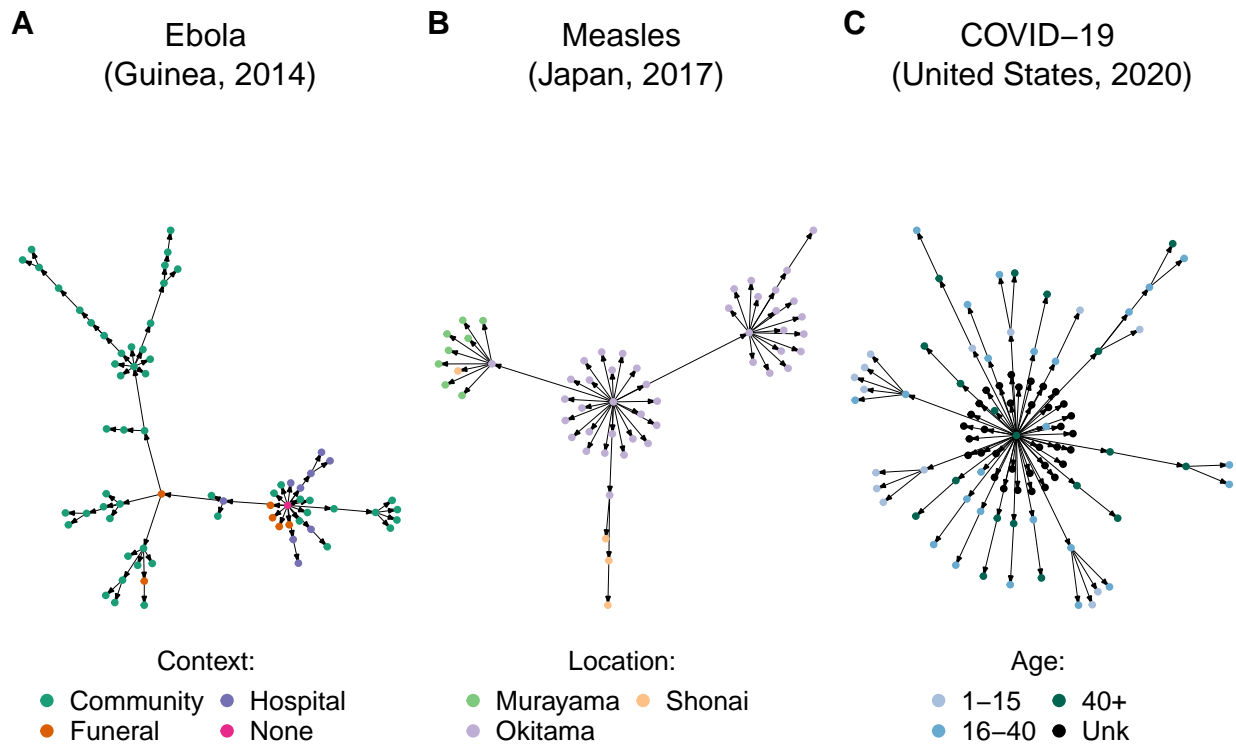 A
Ebola
(Guinea, 2014)
B
Measles
(Japan, 2017)
C
COVID−19
(United States, 2020)
Context:
Community
Hospital
Funeral
None
Location:
Murayama
Shonai
Okitama
Age:
1−15
40+
16−40
Unk